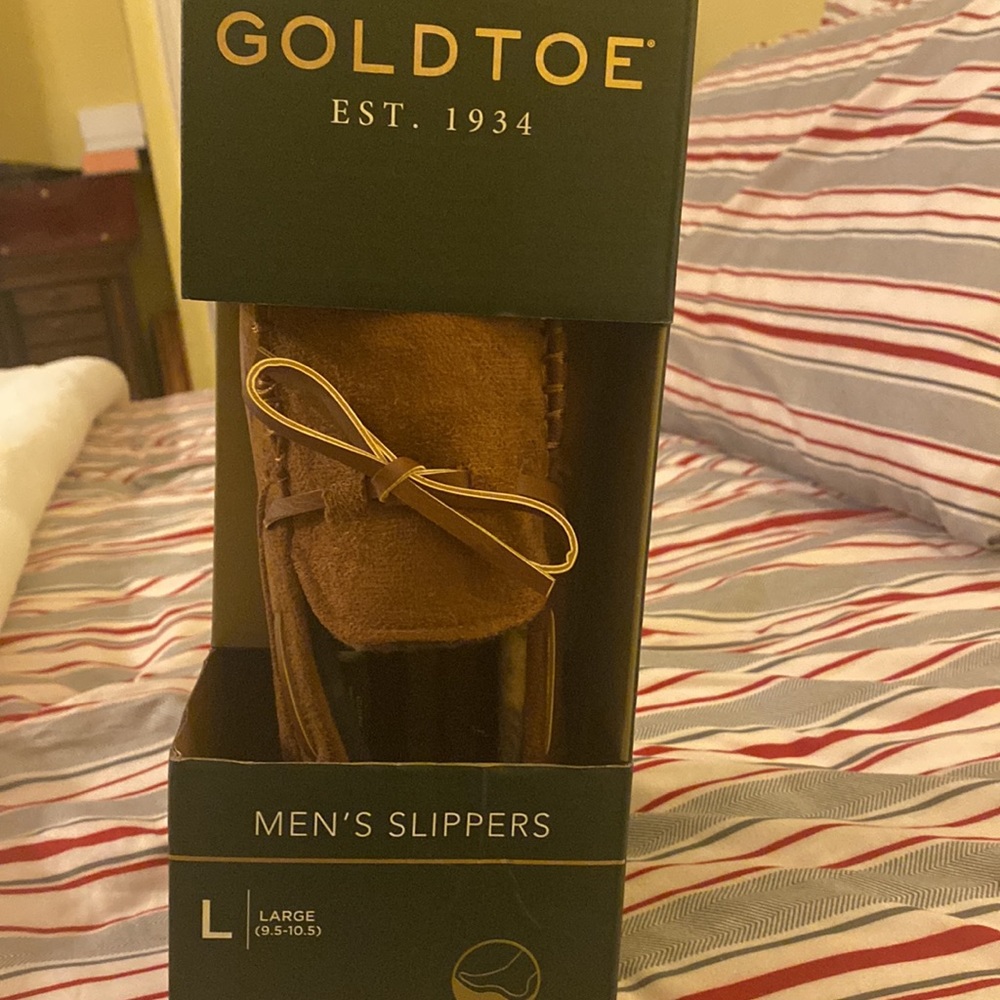 GOLDTOE®
EST. 1934
MEN'S SLIPPERS
L
LARGE
(9.5-10.5)